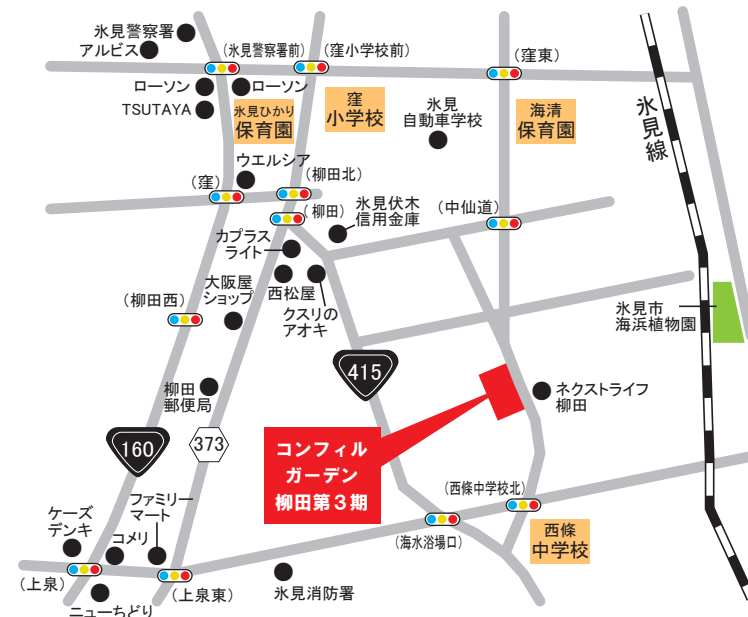 氷見警察署
アルビス
(氷見警察署前)
(窪小学校前)
(窪東)
ローソン
ローソン
TSUTAYA
氷見ひかり
保育園
窪
小学校
氷見
自動車学校
海清
保育園
氷見線
ウエルシア
(窪)
(柳田北)
(柳田)
氷見伏木
信用金庫
(中仙道)
カプラス
ライト
大阪屋
ショップ
西松屋
クスリの
アオキ
(柳田西)
氷見市
海浜植物園
415
柳田
郵便局
ネクストライフ
柳田
160
373
コンフィル
ガーデン
柳田第3期
(西條中学校北)
ファミリー
マート
ケーズ
デンキ
コメリ
(海水浴場口)
西條
中学校
(上泉)
(上泉東)
氷見消防署
ニューちどり